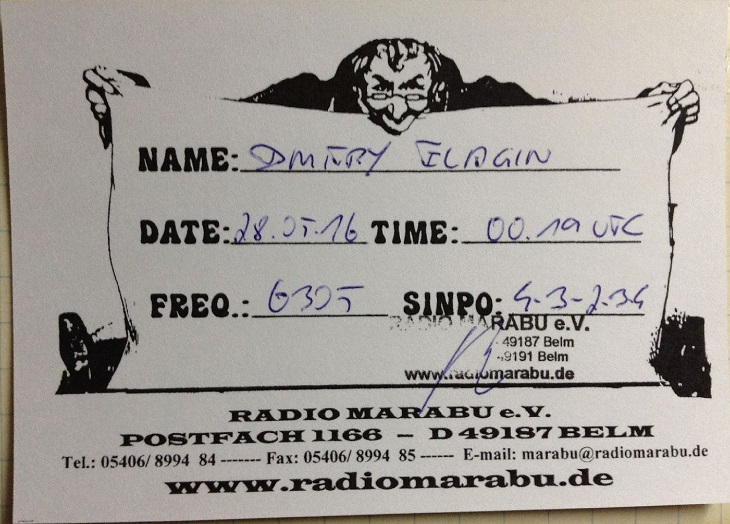 NAME: DMITRY ELAGIN
DATE: 28.05.16 TIME: 00.19 UTC
FREQ.: 6305 SINPO: 4-3-2-34
RADIO MARABU e.V.
49187 Belm
49191 Belm
www.radiomarabu.de
RADIO MARABU e.V.
POSTFACH 1166 – D 49187 BELM
Tel.: 05406/ 8994 84 ------- Fax: 05406/ 8994 85 ------ E-mail: marabu@radiomarabu.de
www.radiomarabu.de